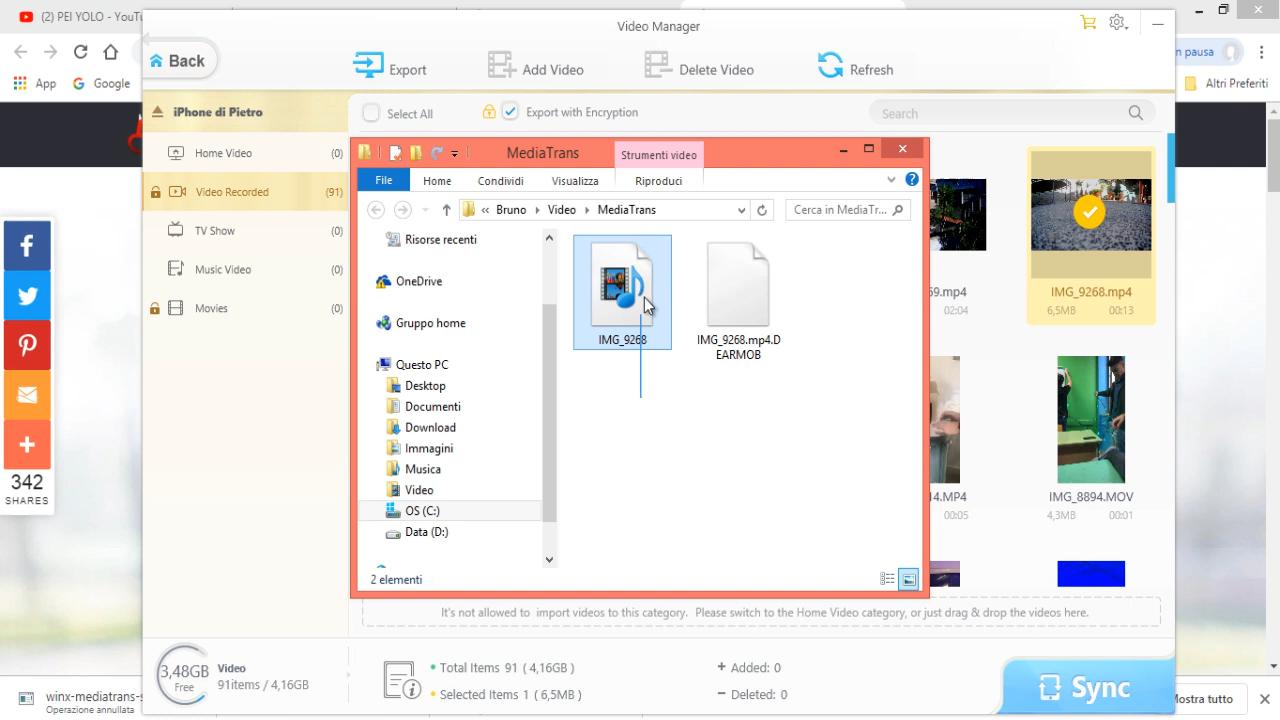 (2) PEI YOLO - YouTu
Video Manager
n pausa
Back
Export
Add Video
Delete Video
Refresh
App
Google
Altri Preferiti
iPhone di Pietro
Select All
Export with Encryption
Search
Home Video
(0)
Video Recorded
(91)
TV Show
(0)
Music Video
(0)
Movies
(0)
MediaTrans
Strumenti video
File
Home
Condividi
Visualizza
Riproduci
« Bruno
Video
MediaTrans
Cerca in MediaTr...
Risorse recenti
OneDrive
Gruppo home
Questo PC
Desktop
Documenti
Download
Immagini
Musica
Video
OS (C:)
Data (D:)
IMG_9268
IMG_9268.mp4.D
EARMOB
2 elementi
69.mp4
02:04
IMG_9268.mp4
6,5MB
00:13
14.MP4
00:05
IMG_8894.MOV
4,3MB
00:01
342
SHARES
It's not allowed to import videos to this category. Please switch to the Home Video category, or just drag & drop the videos here.
3,48GB
Free
Video
91items / 4,16GB
Total Items 91 ( 4,16GB )
Selected Items 1 ( 6,5MB )
+ Added: 0
− Deleted: 0
Sync
winx-mediatrans-s
Operazione annullata
Mostra tutto